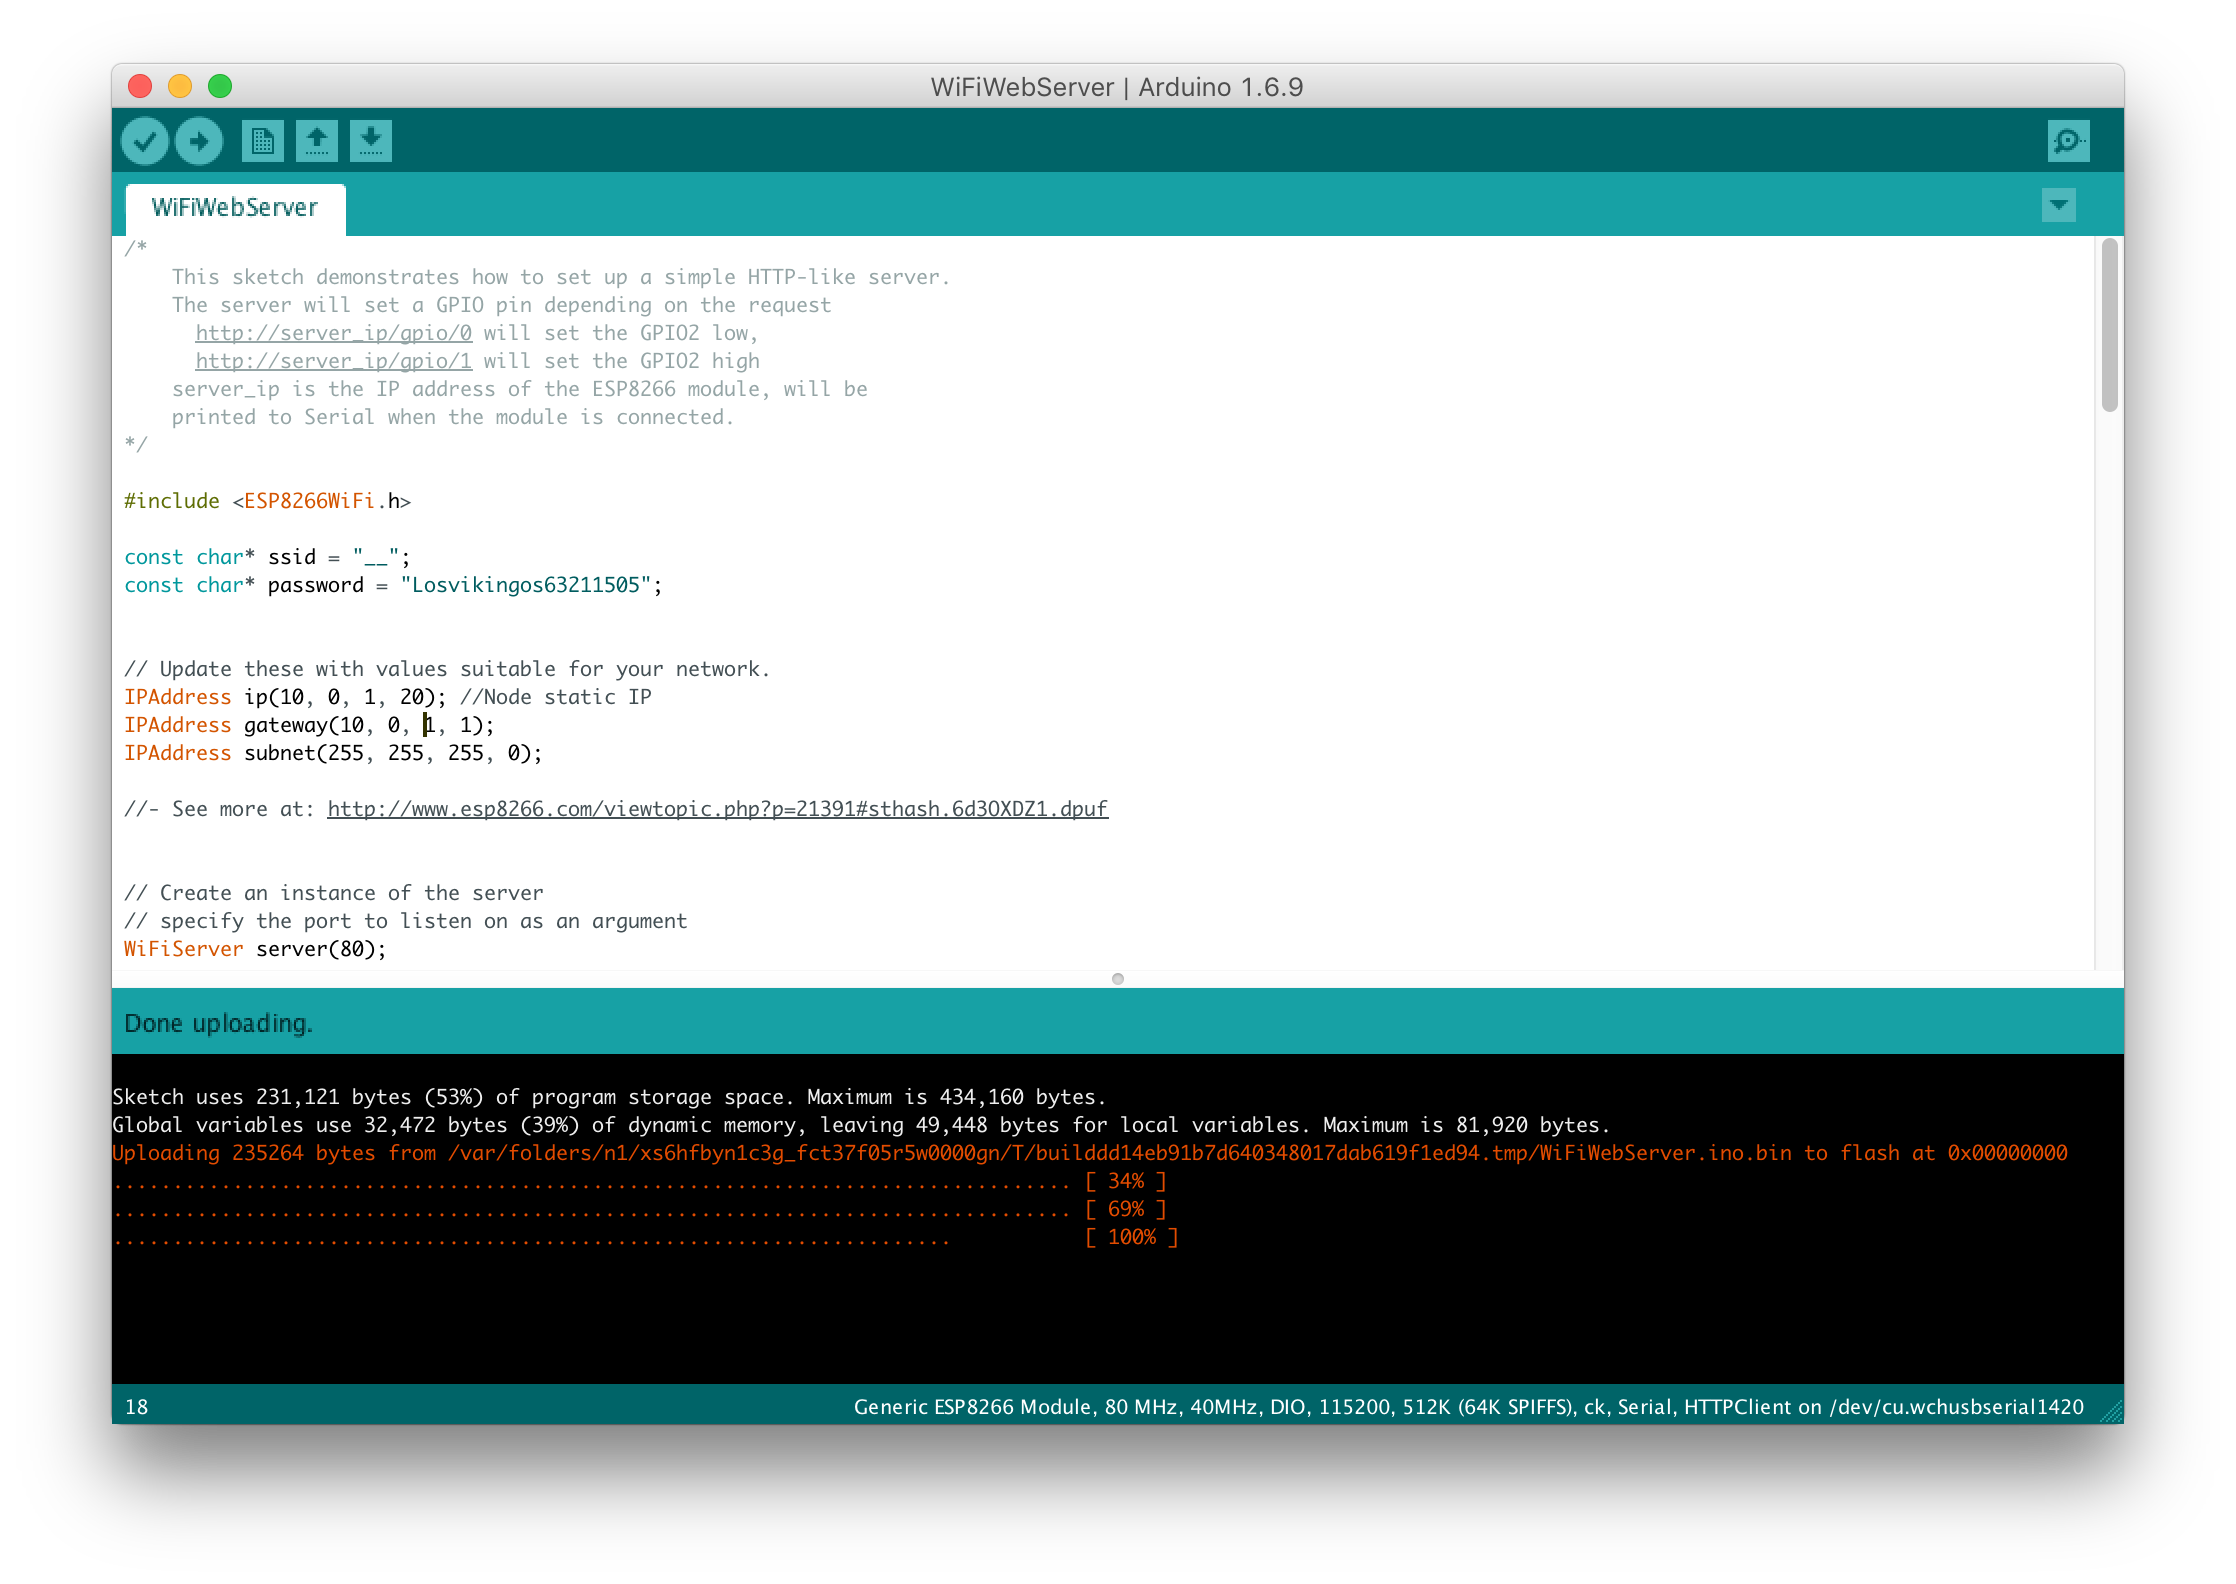 WiFiWebServer | Arduino 1.6.9
WiFiWebServer
/*
This sketch demonstrates how to set up a simple HTTP-like server.
The server will set a GPIO pin depending on the request
http://server_ip/gpio/0 will set the GPIO2 low,
http://server_ip/gpio/1 will set the GPIO2 high
server_ip is the IP address of the ESP8266 module, will be
printed to Serial when the module is connected.
*/
#include <ESP8266WiFi.h>
const char* ssid = "__";
const char* password = "Losvikingos63211505";
// Update these with values suitable for your network.
IPAddress ip(10, 0, 1, 20); //Node static IP
IPAddress gateway(10, 0, 1, 1);
IPAddress subnet(255, 255, 255, 0);
//- See more at: http://www.esp8266.com/viewtopic.php?p=21391#sthash.6d3OXDZ1.dpuf
// Create an instance of the server
// specify the port to listen on as an argument
WiFiServer server(80);
Done uploading.
Sketch uses 231,121 bytes (53%) of program storage space. Maximum is 434,160 bytes.
Global variables use 32,472 bytes (39%) of dynamic memory, leaving 49,448 bytes for local variables. Maximum is 81,920 bytes.
Uploading 235264 bytes from /var/folders/n1/xs6hfbyn1c3g_fct37f05r5w0000gn/T/builddd14eb91b7d640348017dab619f1ed94.tmp/WiFiWebServer.ino.bin to flash at 0x00000000
................................................................................ [ 34% ]
................................................................................ [ 69% ]
...................................................................... [ 100% ]
18
Generic ESP8266 Module, 80 MHz, 40MHz, DIO, 115200, 512K (64K SPIFFS), ck, Serial, HTTPClient on /dev/cu.wchusbserial1420